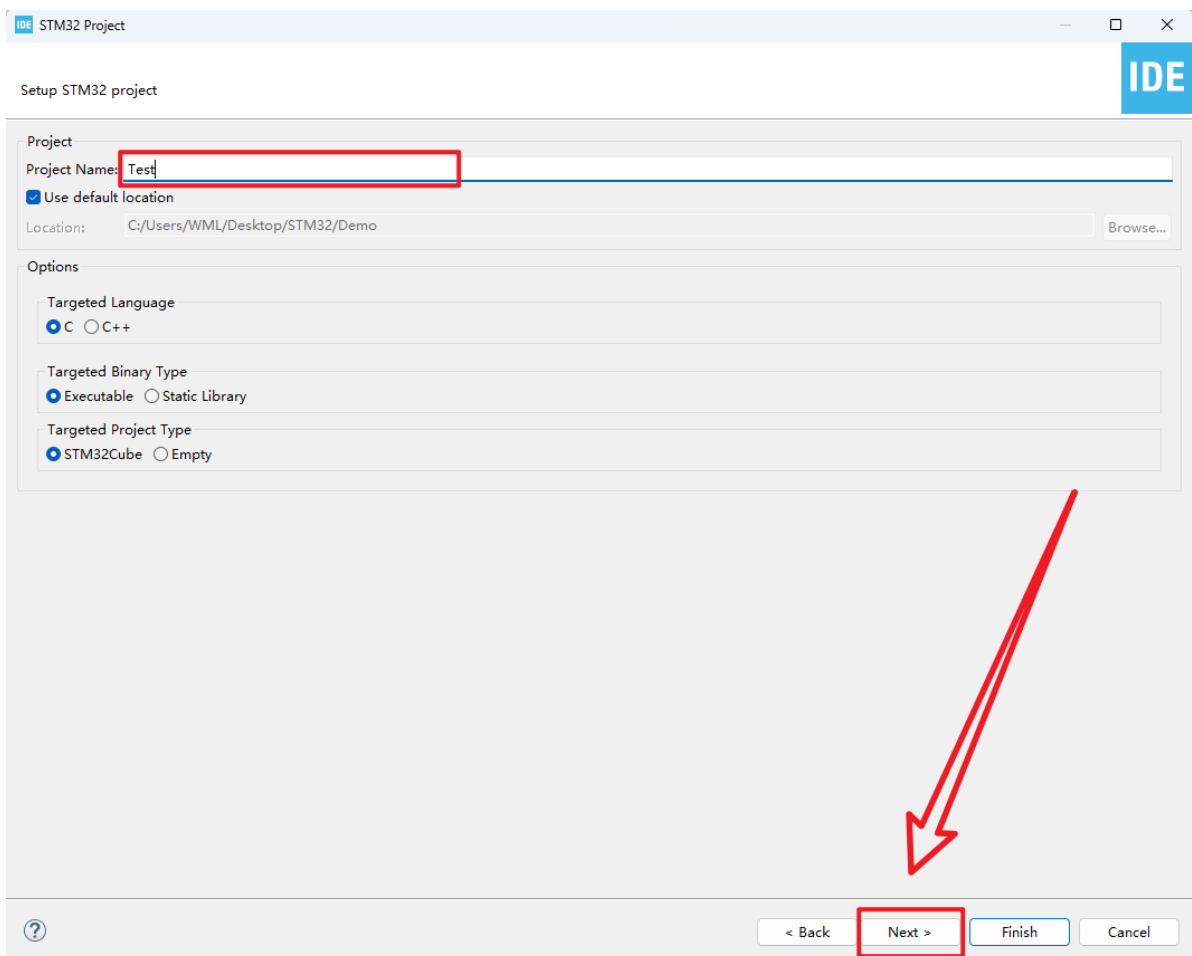 IDE STM32 Project
Setup STM32 project
IDE
Project
Project Name: Test
Use default location
Location: C:/Users/WML/Desktop/STM32/Demo Browse...
Options
Targeted Language
C C++
Targeted Binary Type
Executable Static Library
Targeted Project Type
STM32Cube Empty
? < Back Next > Finish Cancel